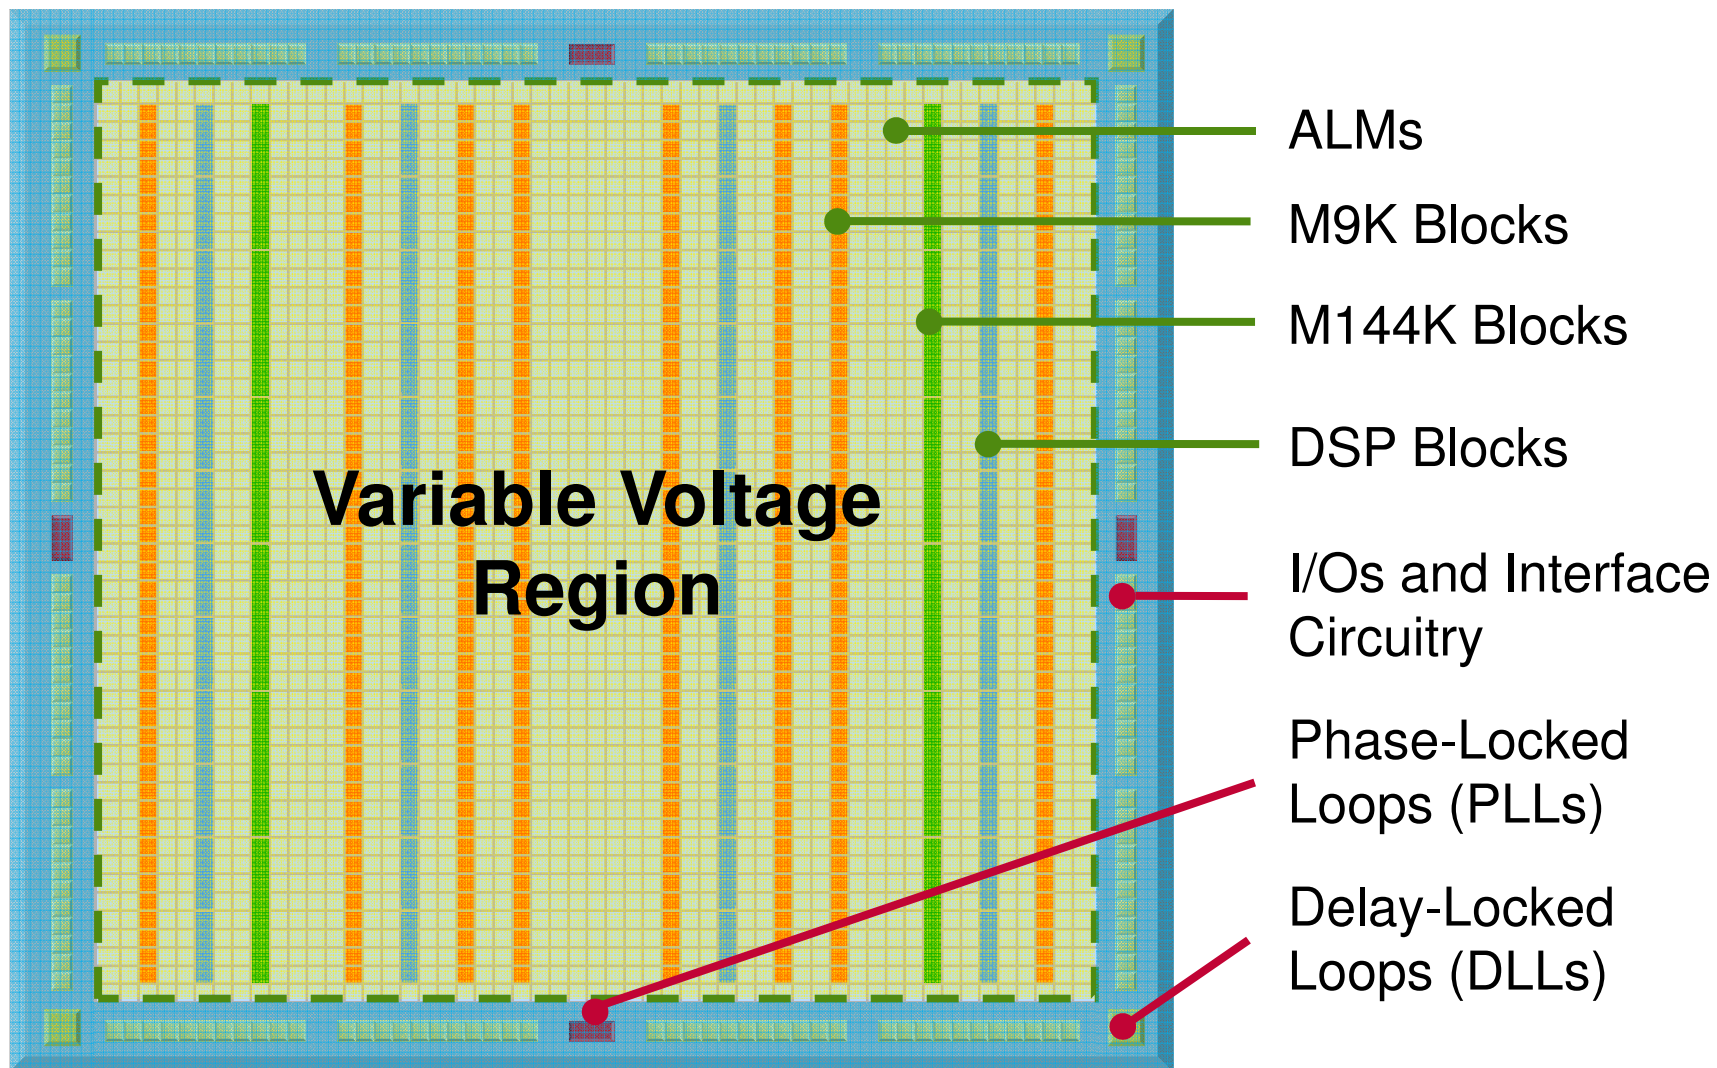 ALMs
M9K Blocks
M144K Blocks
DSP Blocks
Variable Voltage
Region
I/Os and Interface
Circuitry
Phase-Locked
Loops (PLLs)
Delay-Locked
Loops (DLLs)